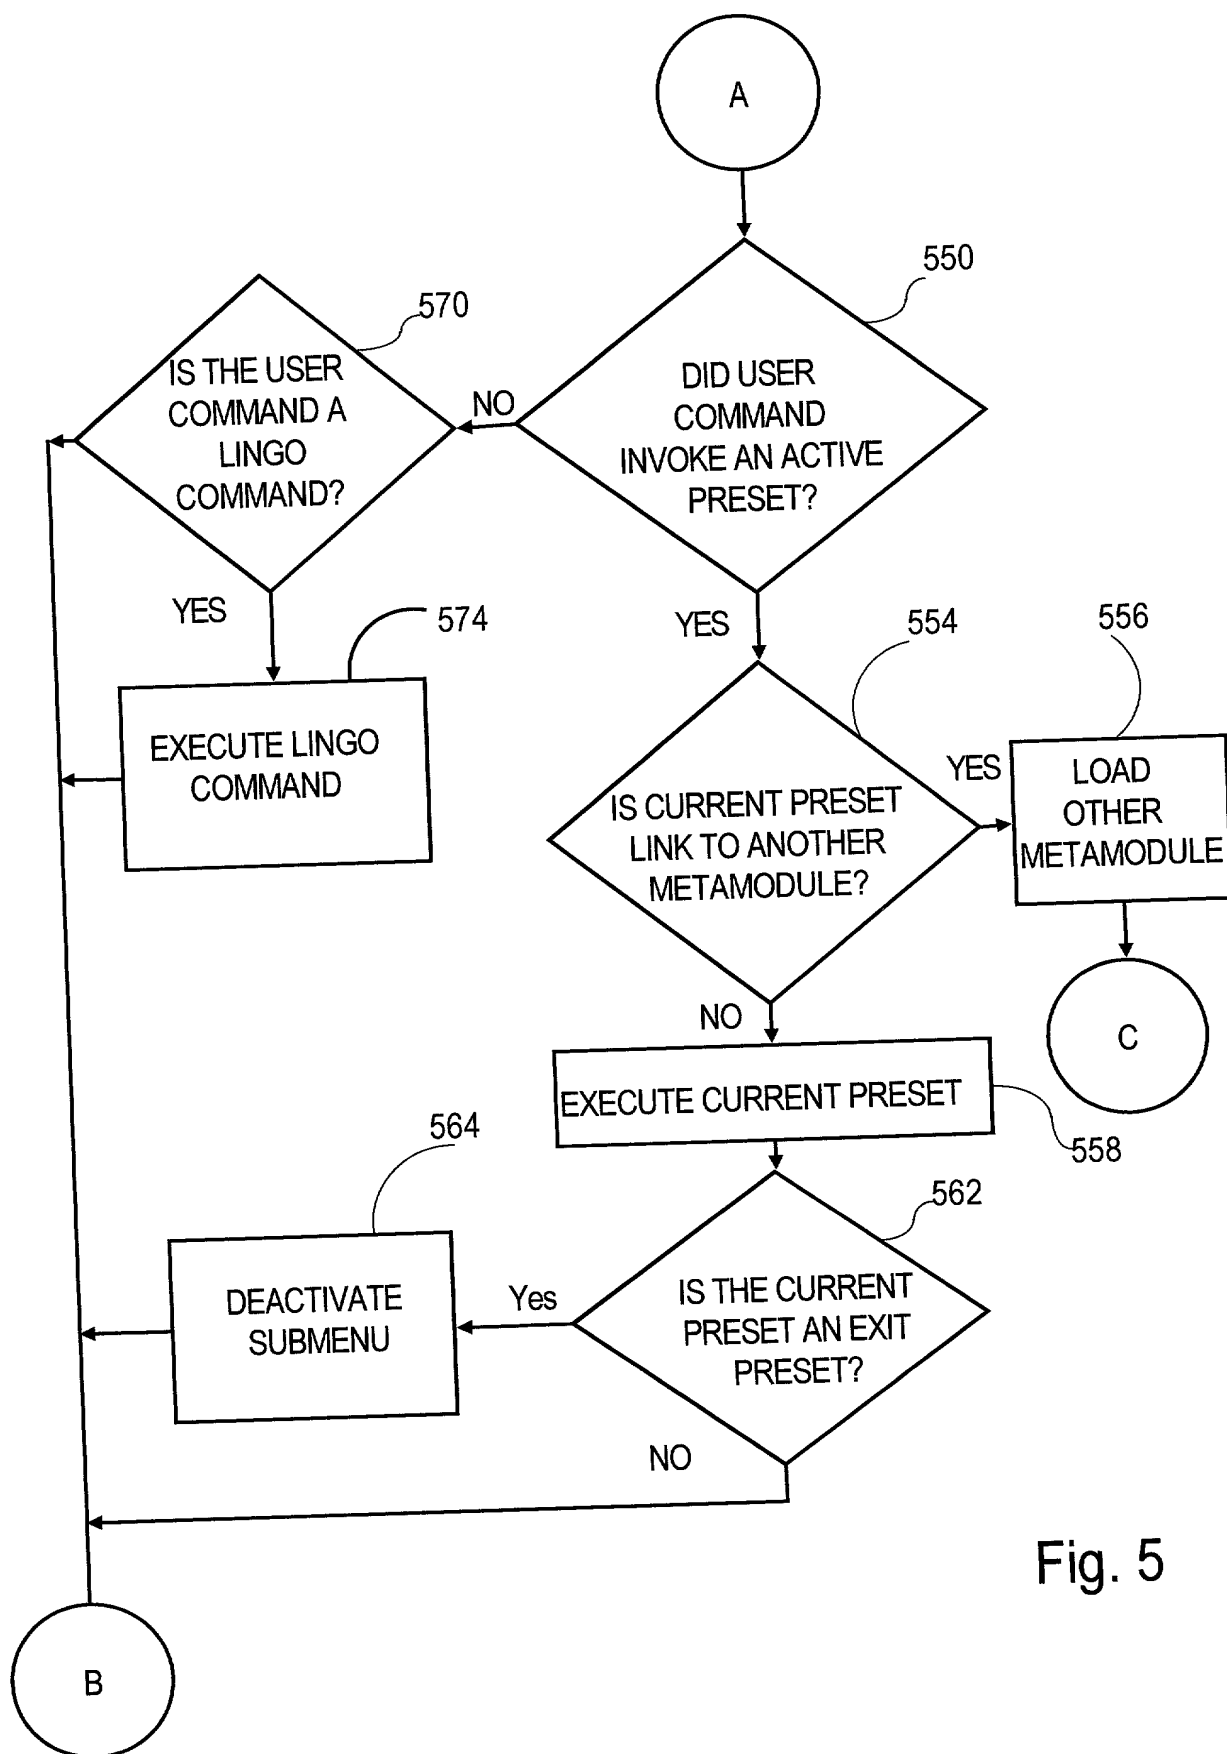 A
550
570
IS THE USER
COMMAND A
LINGO
COMMAND?
NO
DID USER
COMMAND
INVOKE AN ACTIVE
PRESET?
YES
574
YES
554
556
EXECUTE LINGO
COMMAND
IS CURRENT PRESET
LINK TO ANOTHER
METAMODULE?
YES
LOAD
OTHER
METAMODULE
NO
C
EXECUTE CURRENT PRESET
558
564
562
DEACTIVATE
SUBMENU
Yes
IS THE CURRENT
PRESET AN EXIT
PRESET?
NO
Fig. 5
B